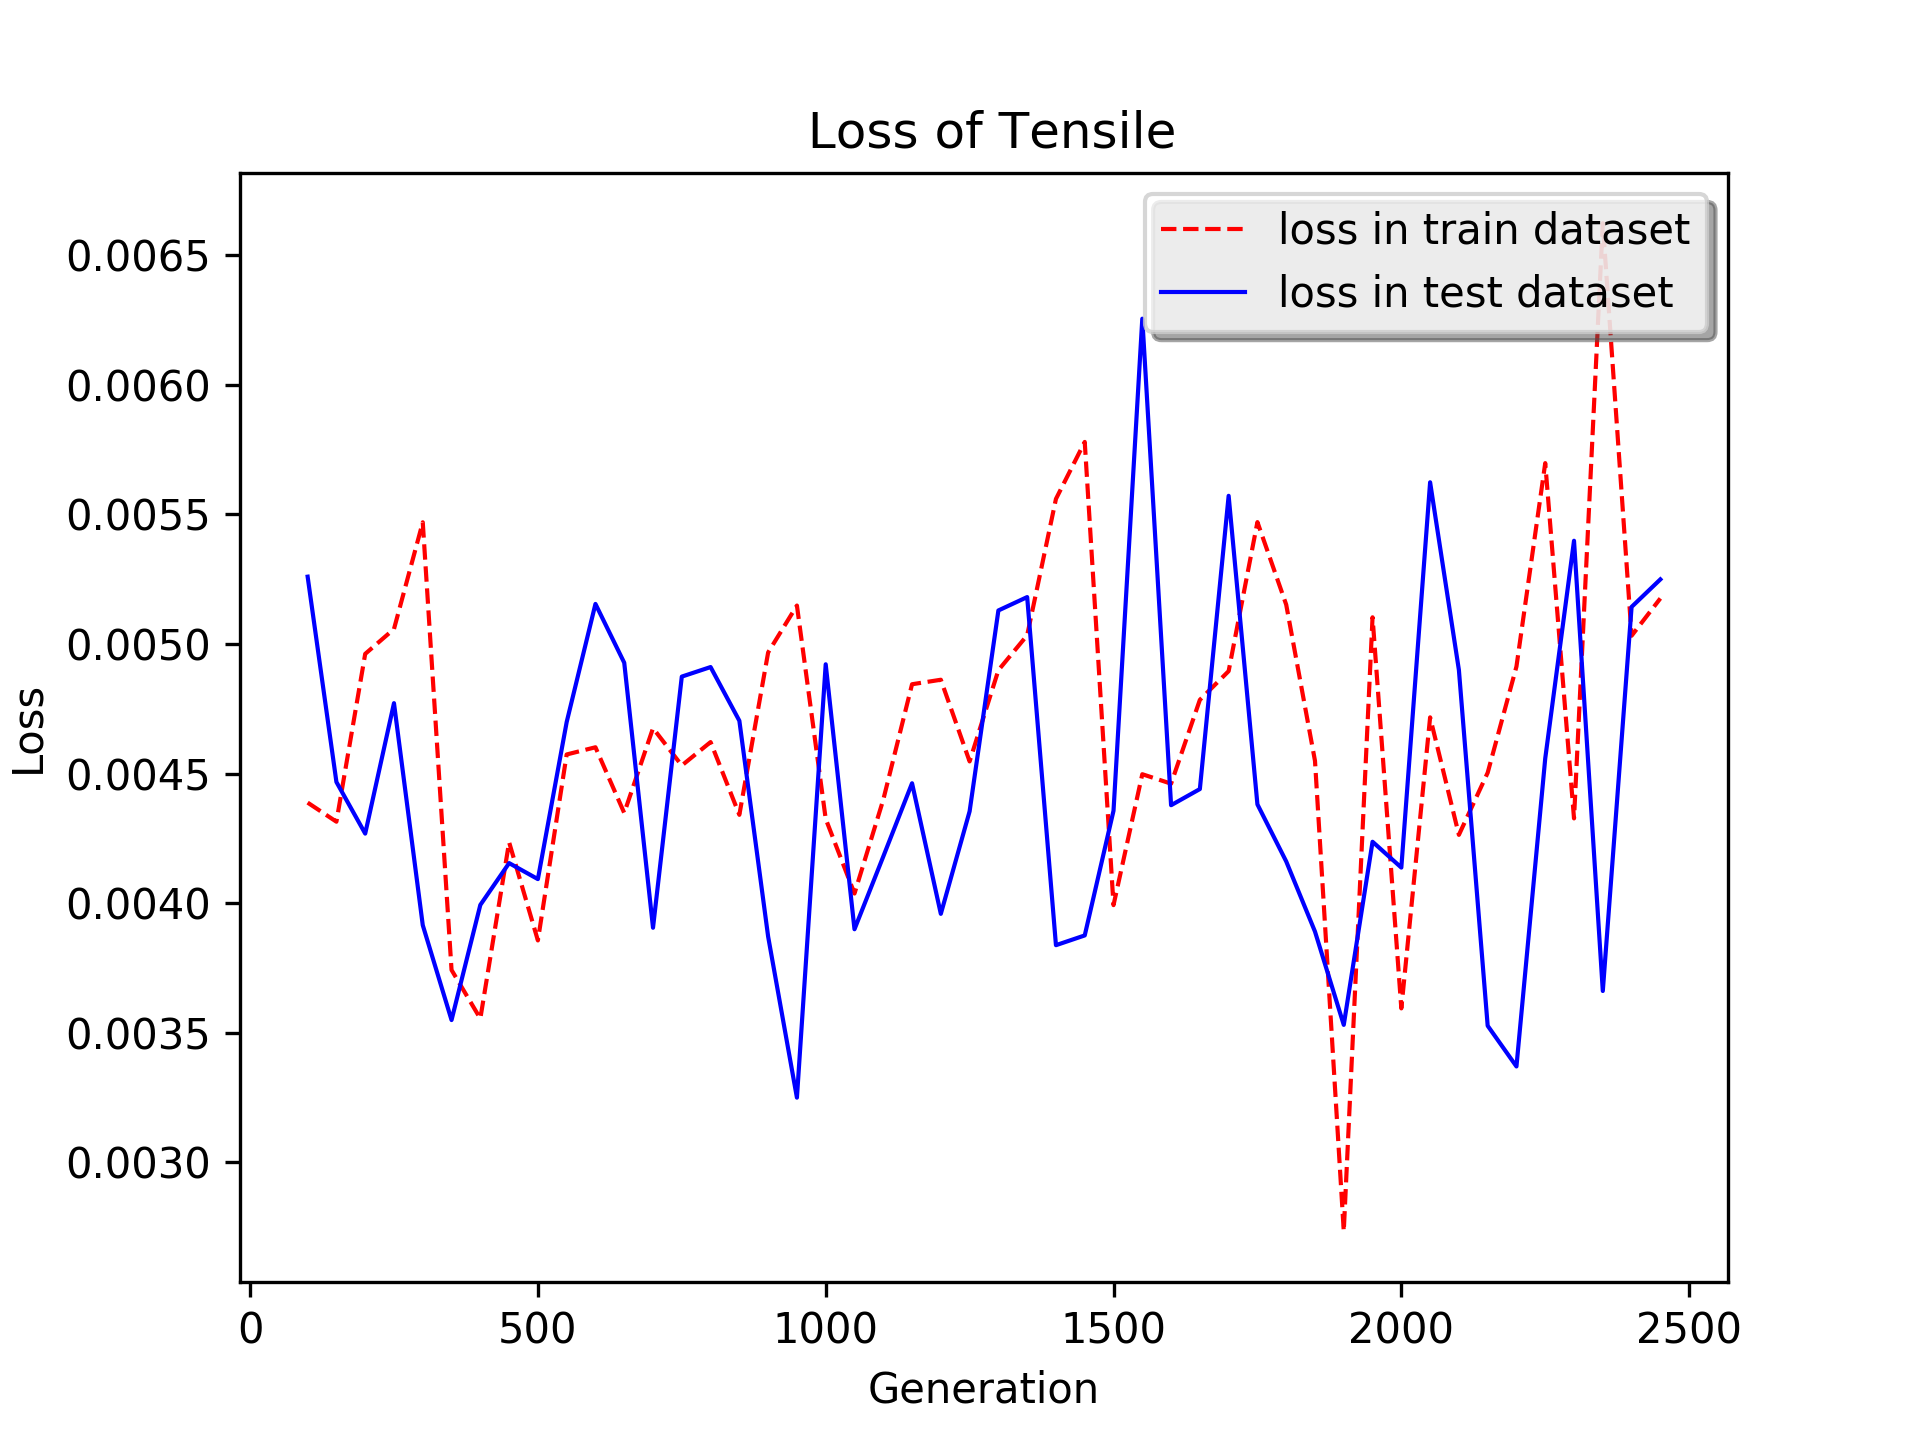 Loss of Tensile
loss in train dataset
loss in test dataset
0.0065
0.0060
0.0055
0.0050
0.0045
0.0040
0.0035
0.0030
Loss
0 500 1000 1500 2000 2500
Generation